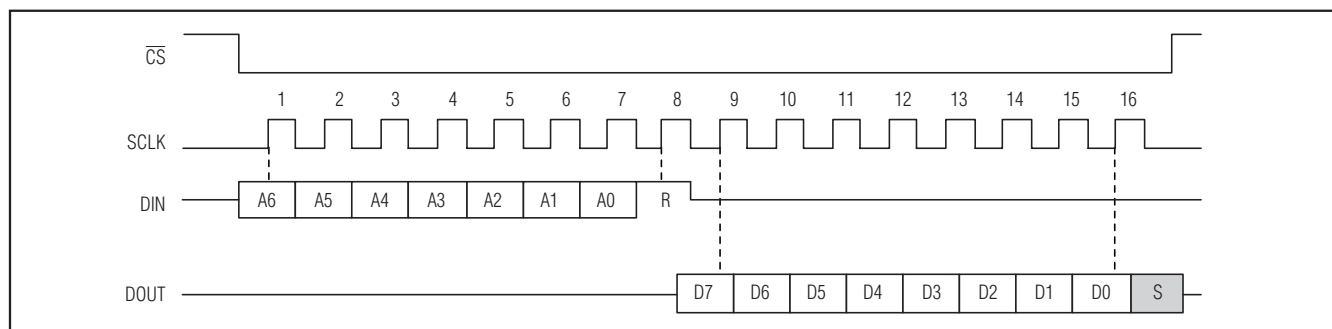 C̅S̅
1 2 3 4 5 6 7 8 9 10 11 12 13 14 15 16
SCLK
DIN A6 A5 A4 A3 A2 A1 A0 R
DOUT D7 D6 D5 D4 D3 D2 D1 D0 S